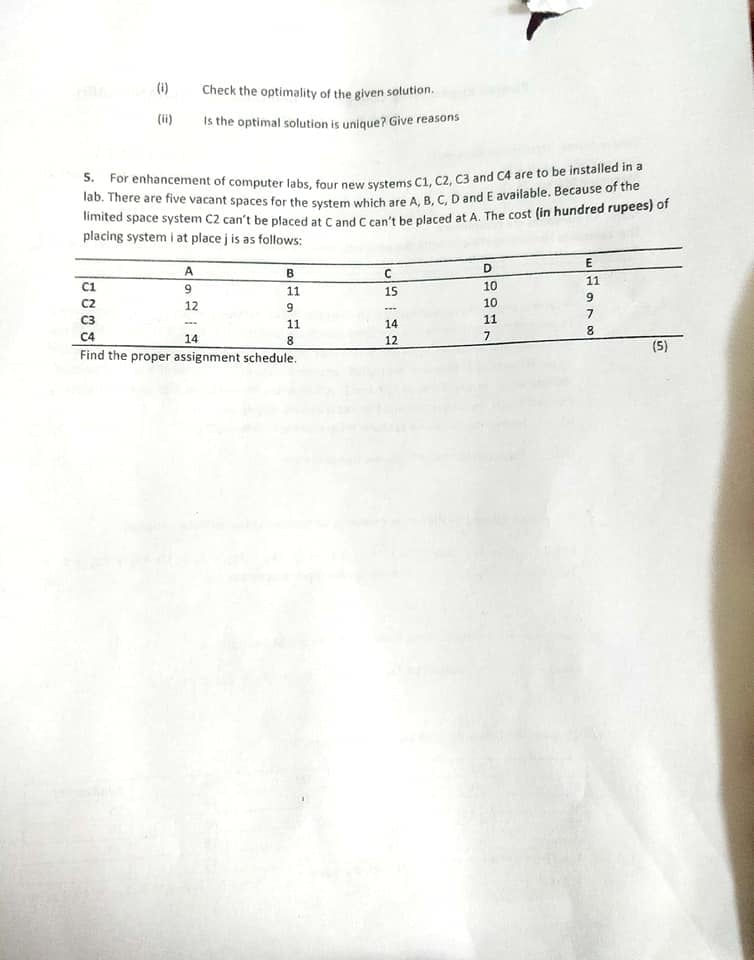 (i) Check the optimality of the given solution.
(ii) Is the optimal solution is unique? Give reasons
5. For enhancement of computer labs, four new systems C1, C2, C3 and C4 are to be installed in a
lab. There are five vacant spaces for the system which are A, B, C, D and E available. Because of the
limited space system C2 can't be placed at C and C can't be placed at A. The cost (in hundred rupees) of
placing system i at place j is as follows:
A B C D E
C1 9 11 15 10 11
C2 12 9 --- 10 9
C3 --- 11 14 11 7
C4 14 8 12 7 8
Find the proper assignment schedule. (5)